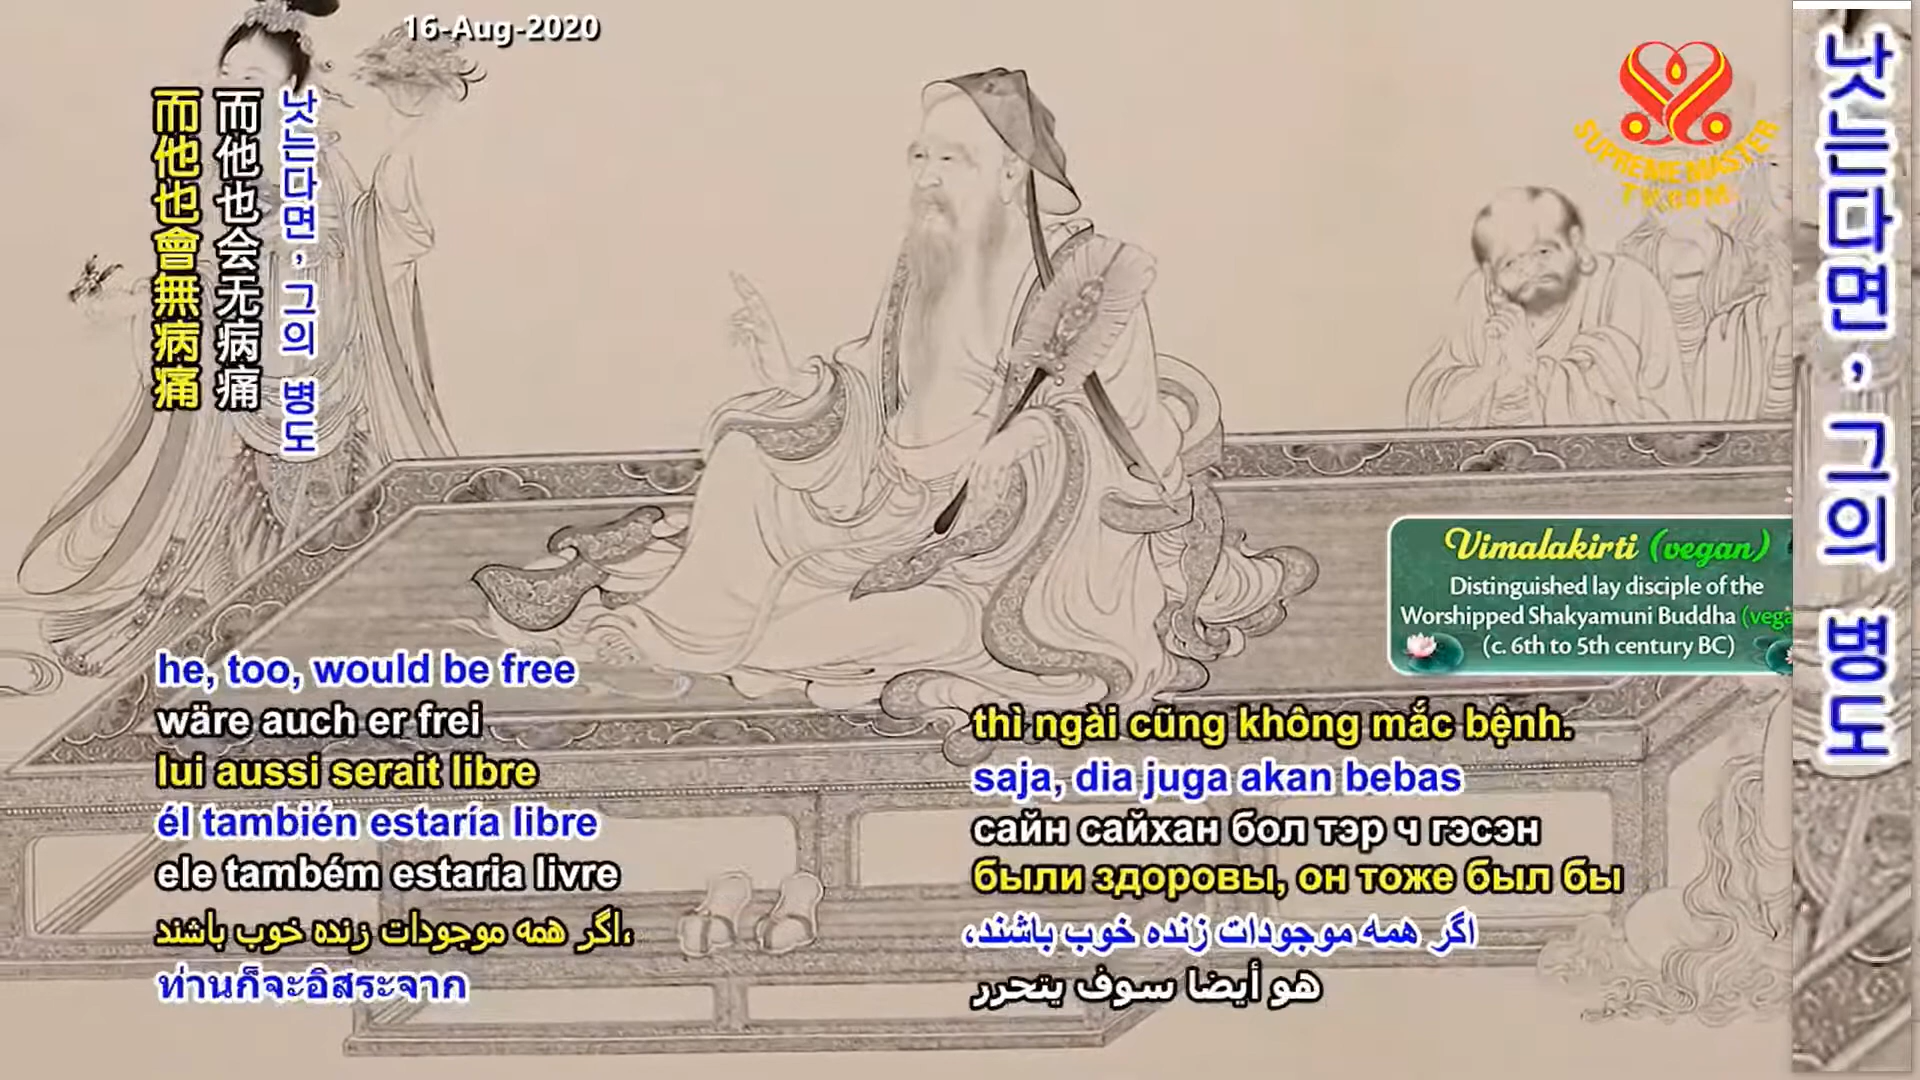 16-Aug-2020
SUPREME MASTER
TV.COM
낫는다면, 그의 병도
而他也会无病痛
而他也會無病痛
낫는다면, 그의 병도
Vimalakirti (vegan)
Distinguished lay disciple of the
Worshipped Shakyamuni Buddha (vega
(c. 6th to 5th century BC)
he, too, would be free
wäre auch er frei
lui aussi serait libre
él también estaría libre
ele também estaria livre
اگر همه موجودات زنده خوب باشند،
ท่านก็จะอิสระจาก
thì ngài cũng không mắc bệnh.
saja, dia juga akan bebas
сайн сайхан бол тэр ч гэсэн
были здоровы, он тоже был бы
اگر همه موجودات زنده خوب باشند،
هو أيضا سوف يتحرر